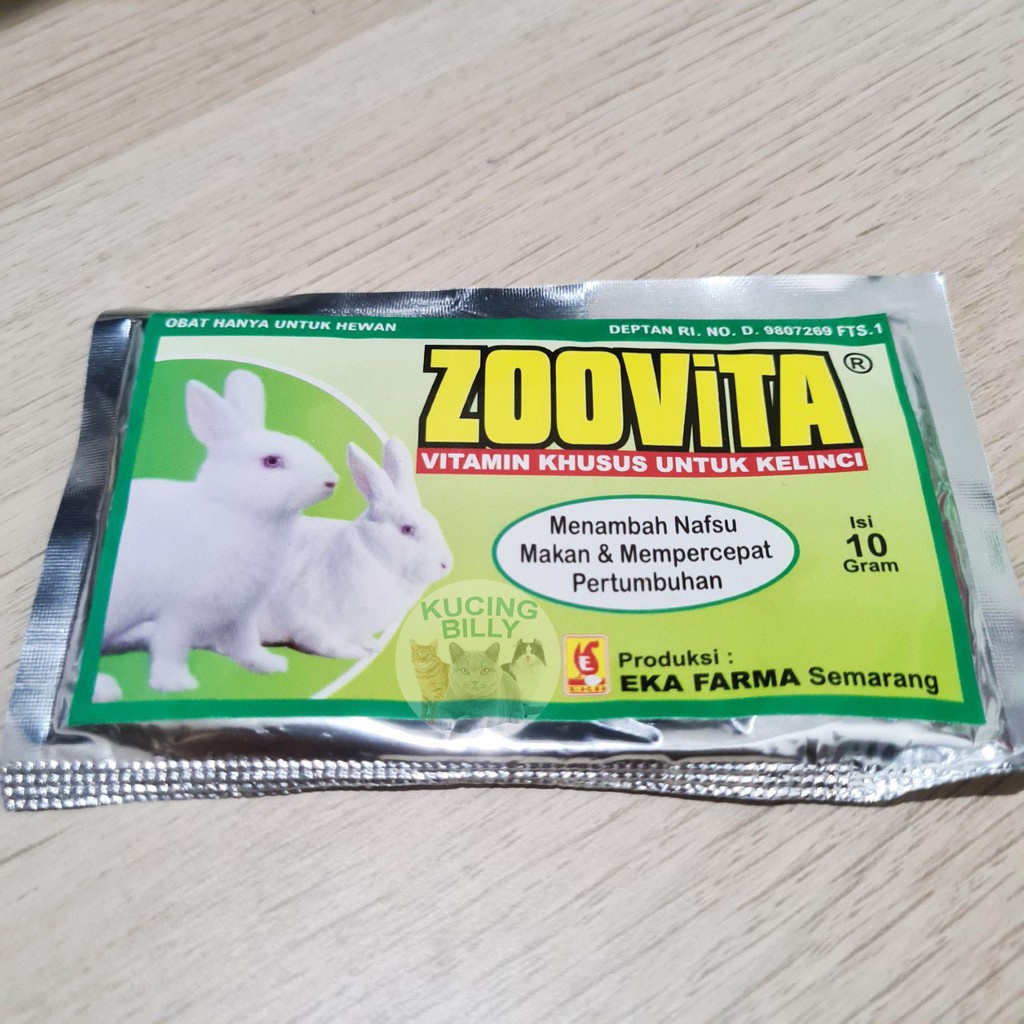 OBAT HANYA UNTUK HEWAN
DEPTAN RI. NO. D. 9807269 FTS.1
ZOOViTA ®
VITAMIN KHUSUS UNTUK KELINCI
Menambah Nafsu
Makan & Mempercepat
Pertumbuhan
Isi
10
Gram
KUCING
BILLY
EKA
Produksi :
EKA FARMA Semarang